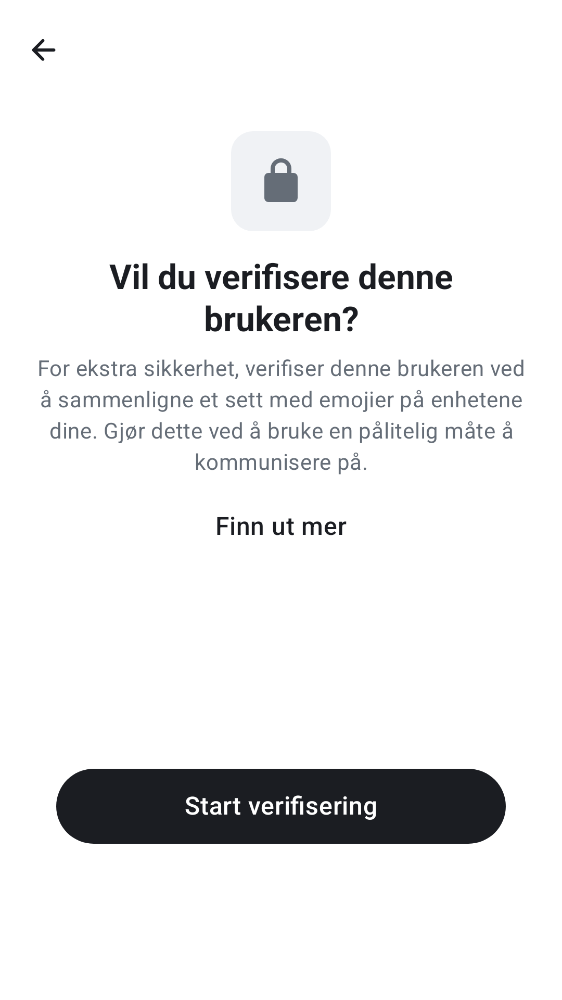 Vil du verifisere denne
brukeren?
For ekstra sikkerhet, verifiser denne brukeren ved
å sammenligne et sett med emojier på enhetene
dine. Gjør dette ved å bruke en pålitelig måte å
kommunisere på.
Finn ut mer
Start verifisering